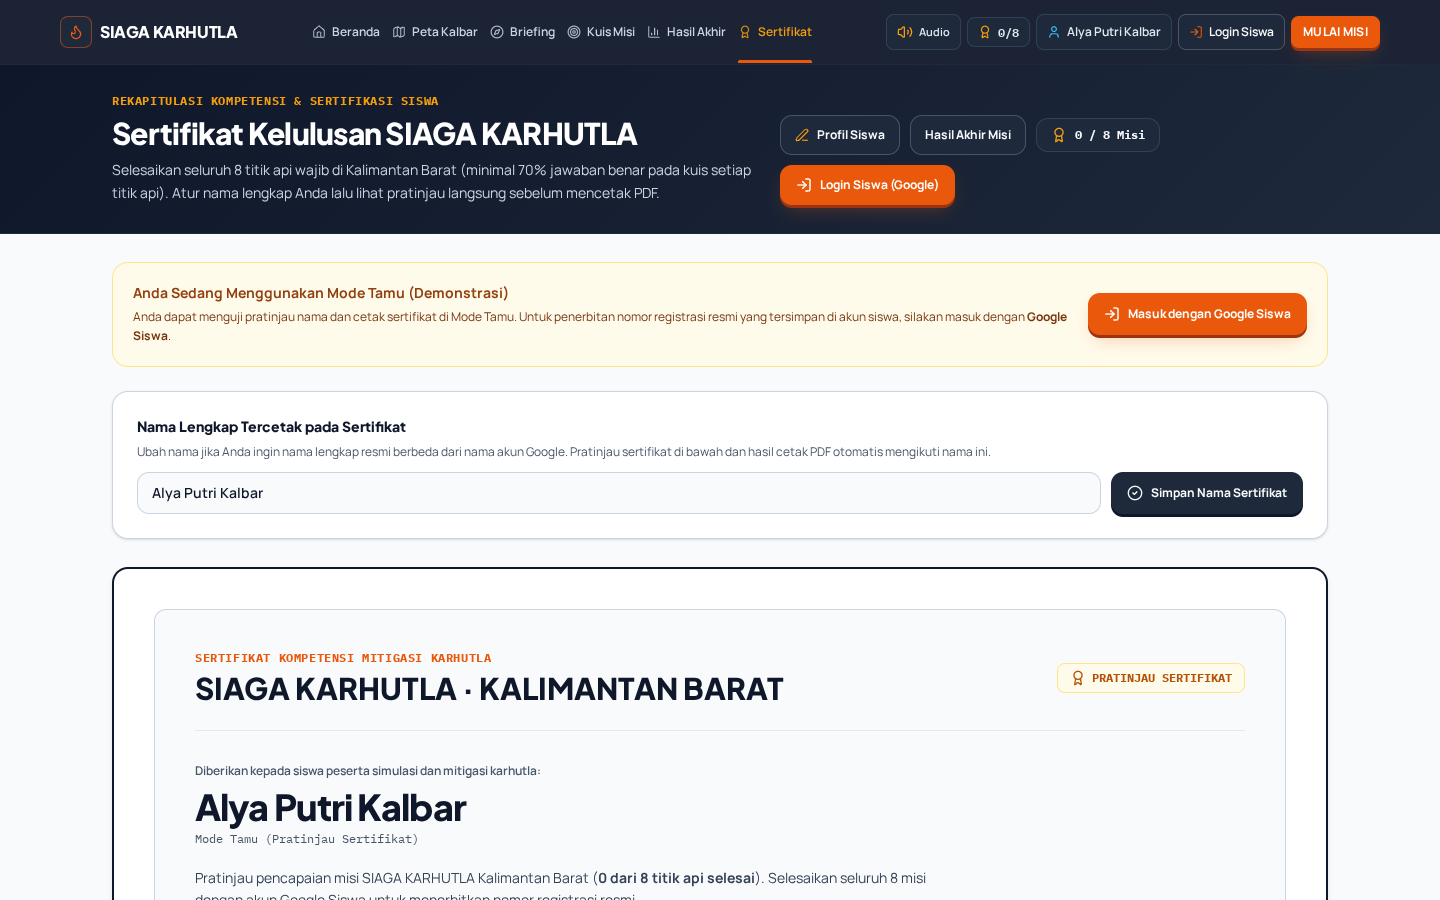 SIAGA KARHUTLA
Beranda
Peta Kalbar
Briefing
Kuis Misi
Hasil Akhir
Sertifikat
Audio
0/8
Alya Putri Kalbar
Login Siswa
MULAI MISI
REKAPITULASI KOMPETENSI & SERTIFIKASI SISWA
Sertifikat Kelulusan SIAGA KARHUTLA
Selesaikan seluruh 8 titik api wajib di Kalimantan Barat (minimal 70% jawaban benar pada kuis setiap
titik api). Atur nama lengkap Anda lalu lihat pratinjau langsung sebelum mencetak PDF.
Profil Siswa
Hasil Akhir Misi
0 / 8 Misi
Login Siswa (Google)
Anda Sedang Menggunakan Mode Tamu (Demonstrasi)
Anda dapat menguji pratinjau nama dan cetak sertifikat di Mode Tamu. Untuk penerbitan nomor registrasi resmi yang tersimpan di akun siswa, silakan masuk dengan Google
Siswa.
Masuk dengan Google Siswa
Nama Lengkap Tercetak pada Sertifikat
Ubah nama jika Anda ingin nama lengkap resmi berbeda dari nama akun Google. Pratinjau sertifikat di bawah dan hasil cetak PDF otomatis mengikuti nama ini.
Alya Putri Kalbar
Simpan Nama Sertifikat
SERTIFIKAT KOMPETENSI MITIGASI KARHUTLA
SIAGA KARHUTLA · KALIMANTAN BARAT
PRATINJAU SERTIFIKAT
Diberikan kepada siswa peserta simulasi dan mitigasi karhutla:
Alya Putri Kalbar
Mode Tamu (Pratinjau Sertifikat)
Pratinjau pencapaian misi SIAGA KARHUTLA Kalimantan Barat (0 dari 8 titik api selesai). Selesaikan seluruh 8 misi
dengan akun Google Siswa untuk menerbitkan nomor registrasi resmi.